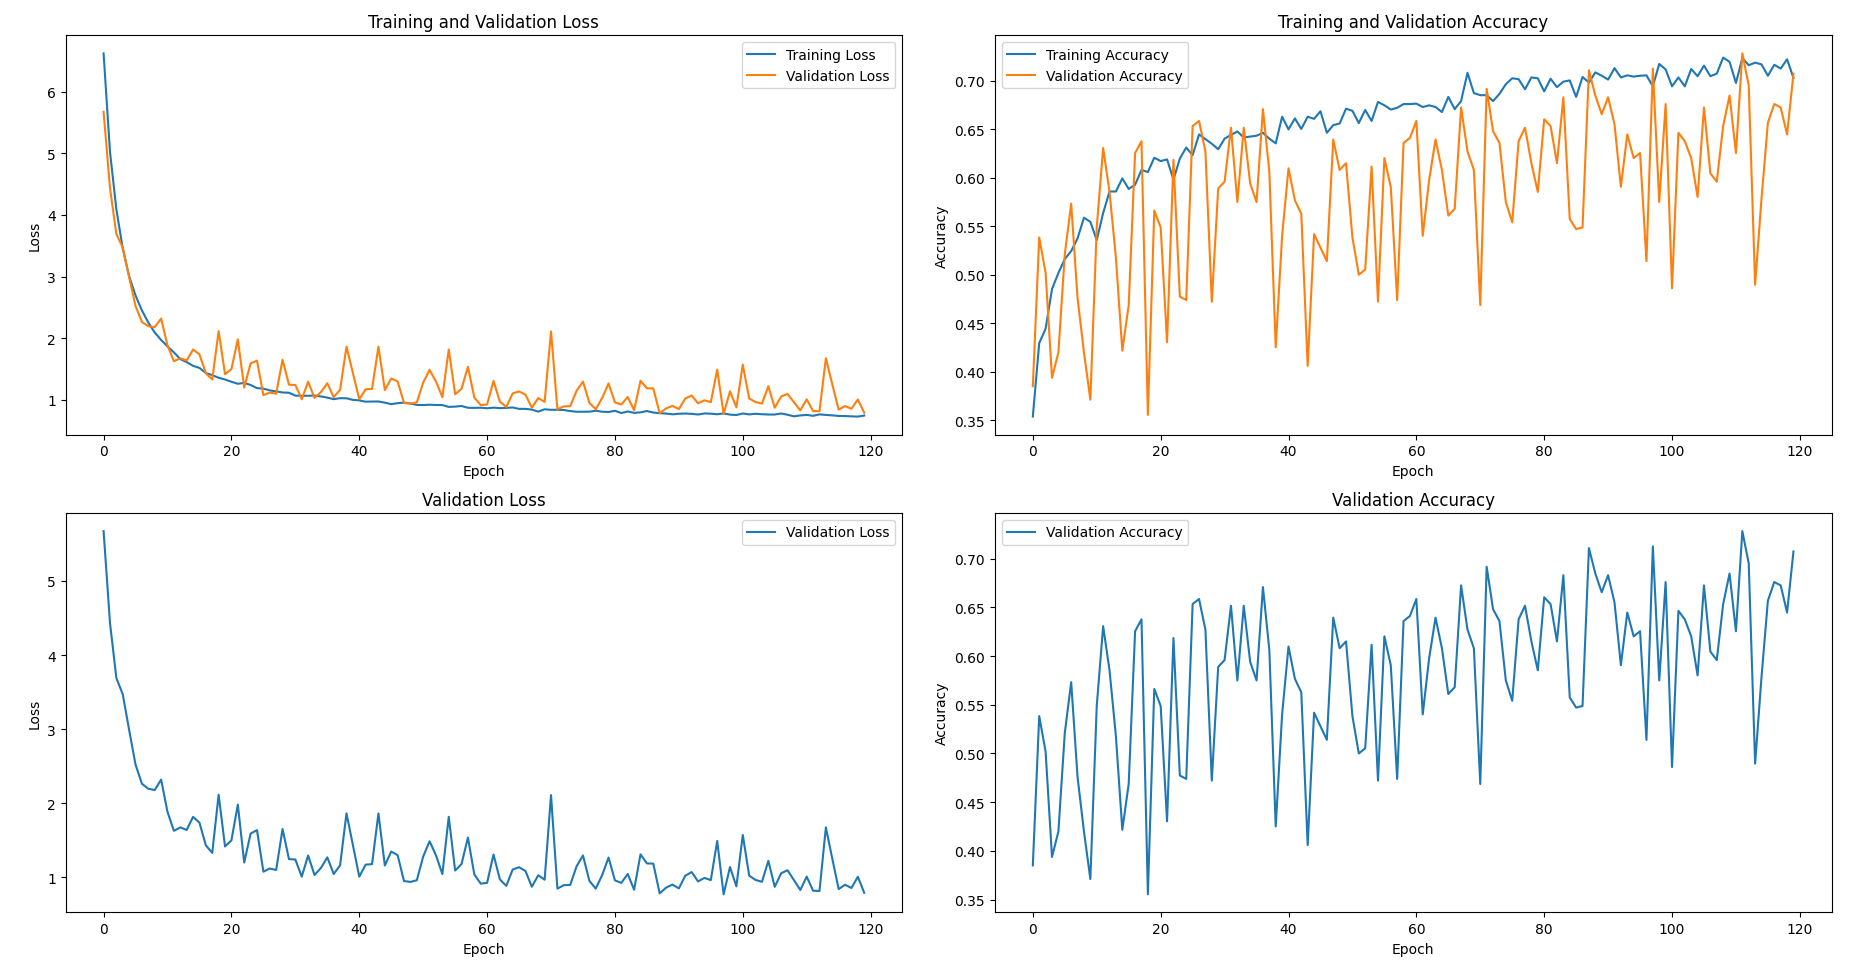 Training and Validation Loss
Training Loss
Validation Loss
Loss
6
5
4
3
2
1
0 20 40 60 80 100 120
Epoch
Training and Validation Accuracy
Training Accuracy
Validation Accuracy
Accuracy
0.70
0.65
0.60
0.55
0.50
0.45
0.40
0.35
0 20 40 60 80 100 120
Epoch
Validation Loss
Validation Loss
Loss
5
4
3
2
1
0 20 40 60 80 100 120
Epoch
Validation Accuracy
Validation Accuracy
Accuracy
0.70
0.65
0.60
0.55
0.50
0.45
0.40
0.35
0 20 40 60 80 100 120
Epoch